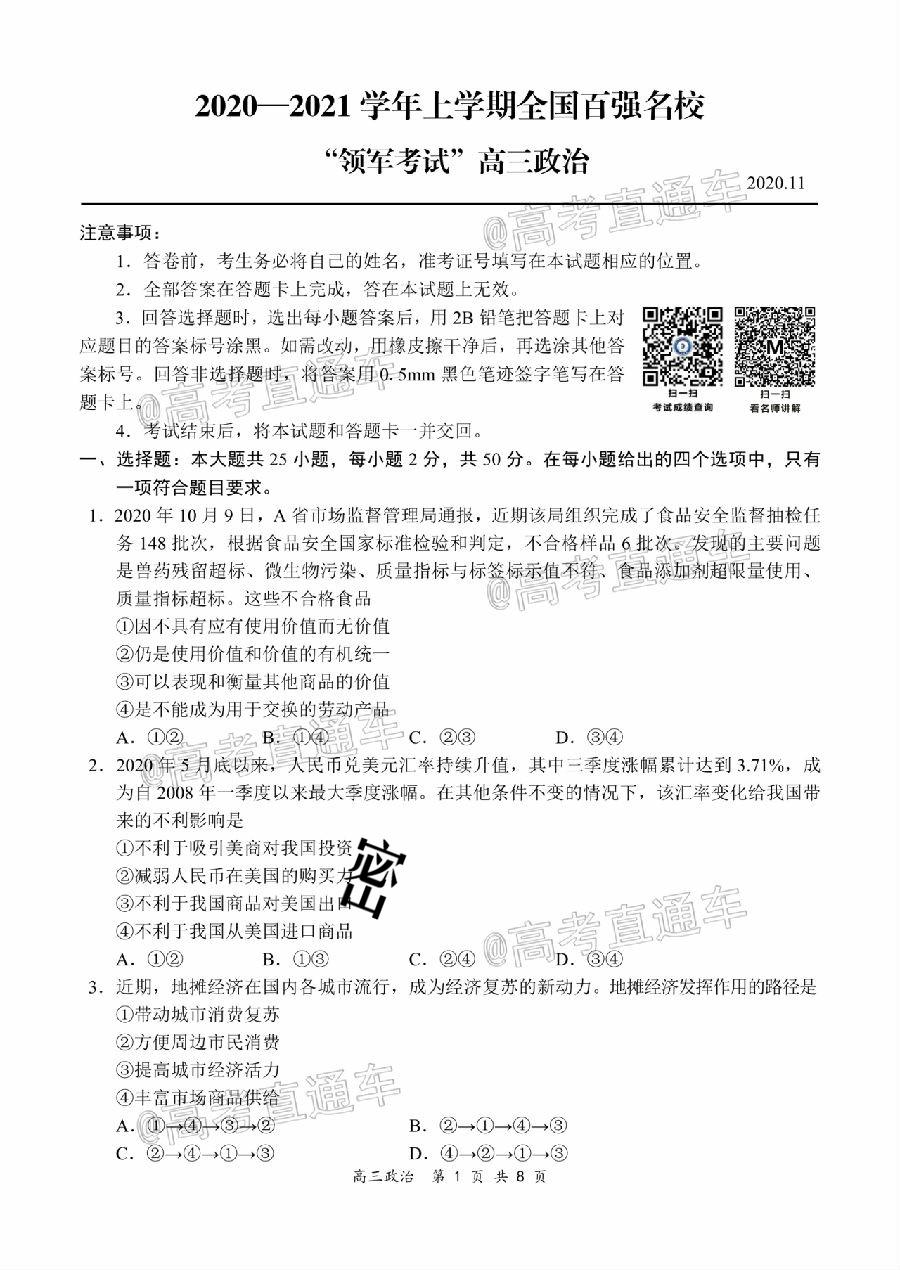 2020—2021 学年上学期全国百强名校
“领军考试”高三政治
2020.11
注意事项：
1．答卷前，考生务必将自己的姓名，准考证号填写在本试题相应的位置。
2．全部答案在答题卡上完成，答在本试题上无效。
3．回答选择题时，选出每小题答案后，用 2B 铅笔把答题卡上对
应题目的答案标号涂黑。如需改动，用橡皮擦干净后，再选涂其他答
案标号。回答非选择题时，将答案用 0.5mm 黑色笔迹签字笔写在答
题卡上。
扫一扫
考试成绩查询
扫一扫
看名师讲解
4．考试结束后，将本试题和答题卡一并交回。
一、选择题：本大题共 25 小题，每小题 2 分，共 50 分。在每小题给出的四个选项中，只有
一项符合题目要求。
1．2020 年 10 月 9 日，A 省市场监督管理局通报，近期该局组织完成了食品安全监督抽检任
务 148 批次，根据食品安全国家标准检验和判定，不合格样品 6 批次。发现的主要问题
是兽药残留超标、微生物污染、质量指标与标签标示值不符、食品添加剂超限量使用、
质量指标超标。这些不合格食品
①因不具有应有使用价值而无价值
②仍是使用价值和价值的有机统一
③可以表现和衡量其他商品的价值
④是不能成为用于交换的劳动产品
A．①② B．①④ C．②③ D．③④
2．2020 年 5 月底以来，人民币兑美元汇率持续升值，其中三季度涨幅累计达到 3.71%，成
为自 2008 年一季度以来最大季度涨幅。在其他条件不变的情况下，该汇率变化给我国带
来的不利影响是
①不利于吸引美商对我国投资
②减弱人民币在美国的购买力
③不利于我国商品对美国出口
④不利于我国从美国进口商品
密
A．①② B．①③ C．②④ D．③④
3．近期，地摊经济在国内各城市流行，成为经济复苏的新动力。地摊经济发挥作用的路径是
①带动城市消费复苏
②方便周边市民消费
③提高城市经济活力
④丰富市场商品供给
A．①→④→③→② B．②→①→④→③
C．②→④→①→③ D．④→②→①→③
高三政治 第 1 页 共 8 页
@高考直通车
@高考直通车
@高考直通车
@高考直通车
@高考直通车
@高考直通车